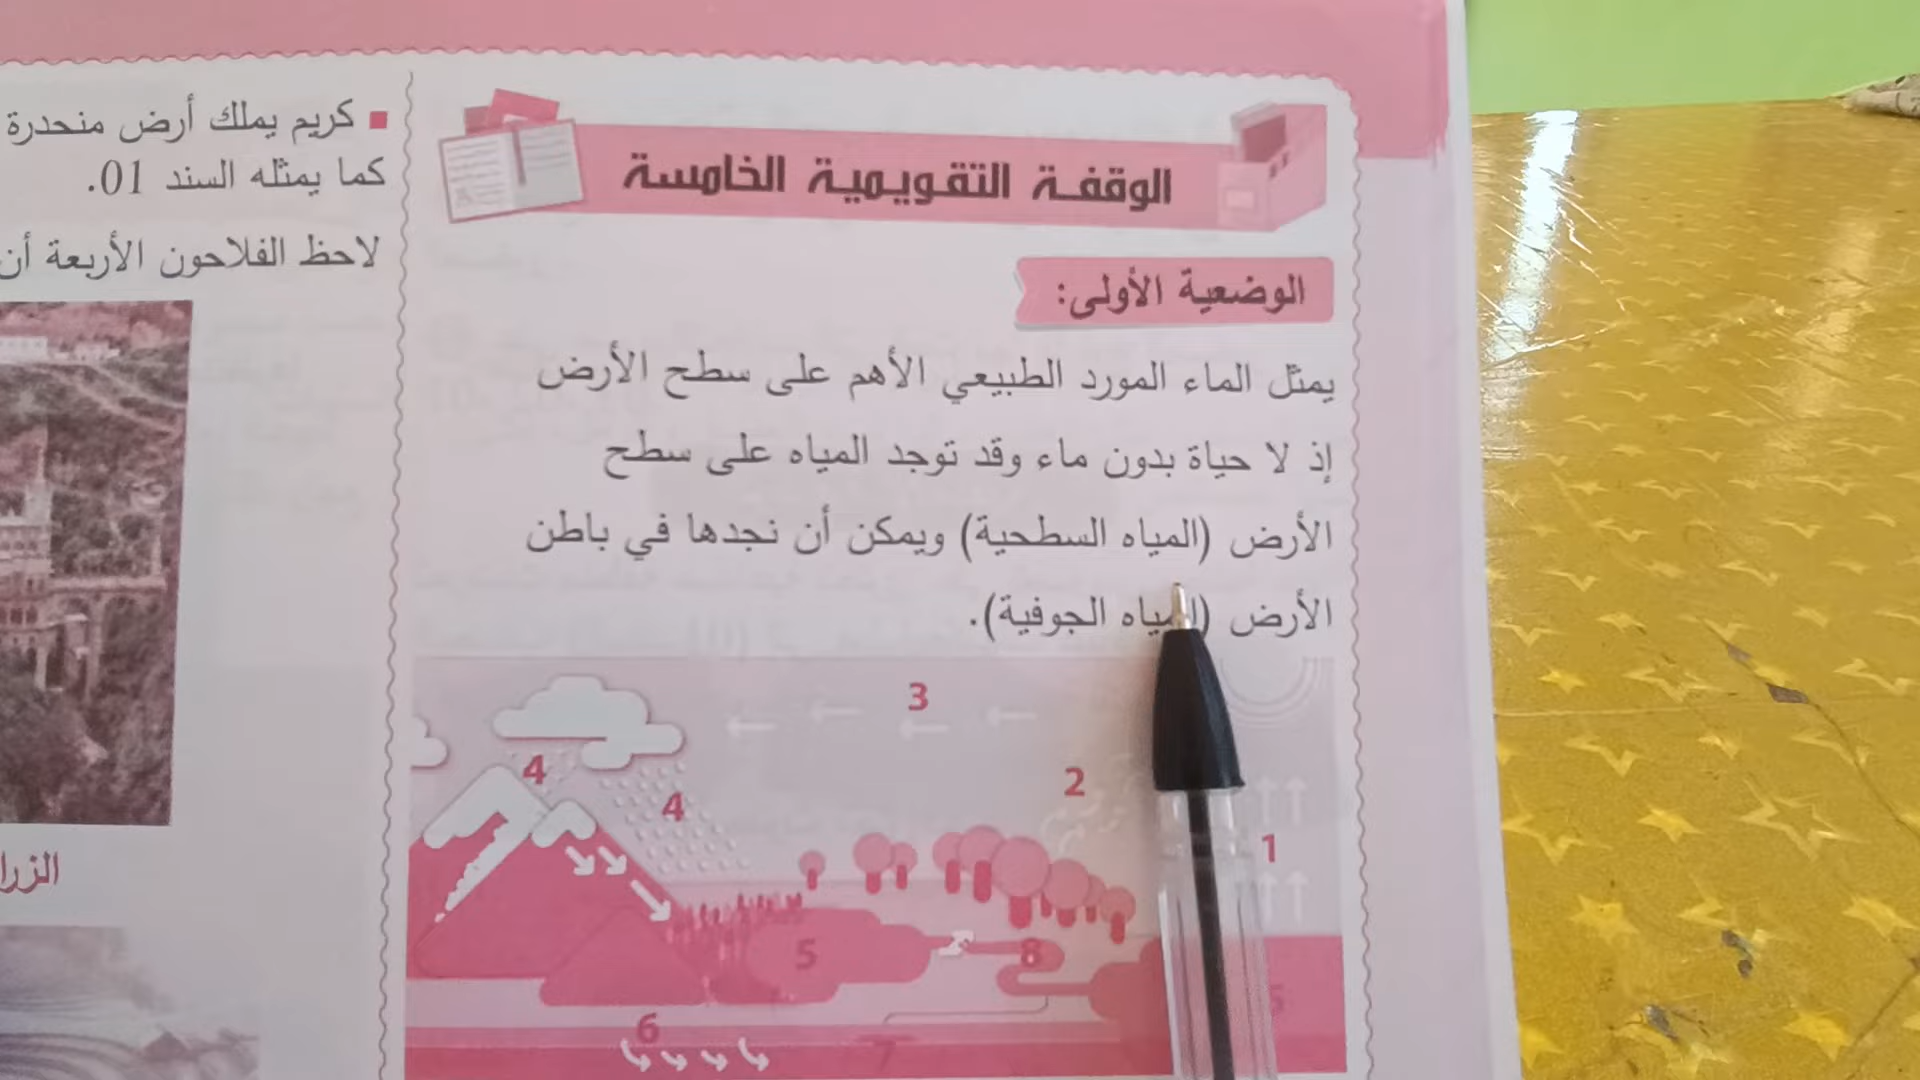 الوقفة التقويمية الخامسة
الوضعية الأولى:
يمثل الماء المورد الطبيعي الأهم على سطح الأرض
إذ لا حياة بدون ماء وقد توجد المياه على سطح
الأرض (المياه السطحية) ويمكن أن نجدها في باطن
الأرض (المياه الجوفية).
3
4
2
4
1
5
8
5
6
7
▪ كريم يملك أرض منحدرة
كما يمثله السند 01.
لاحظ الفلاحون الأربعة أن